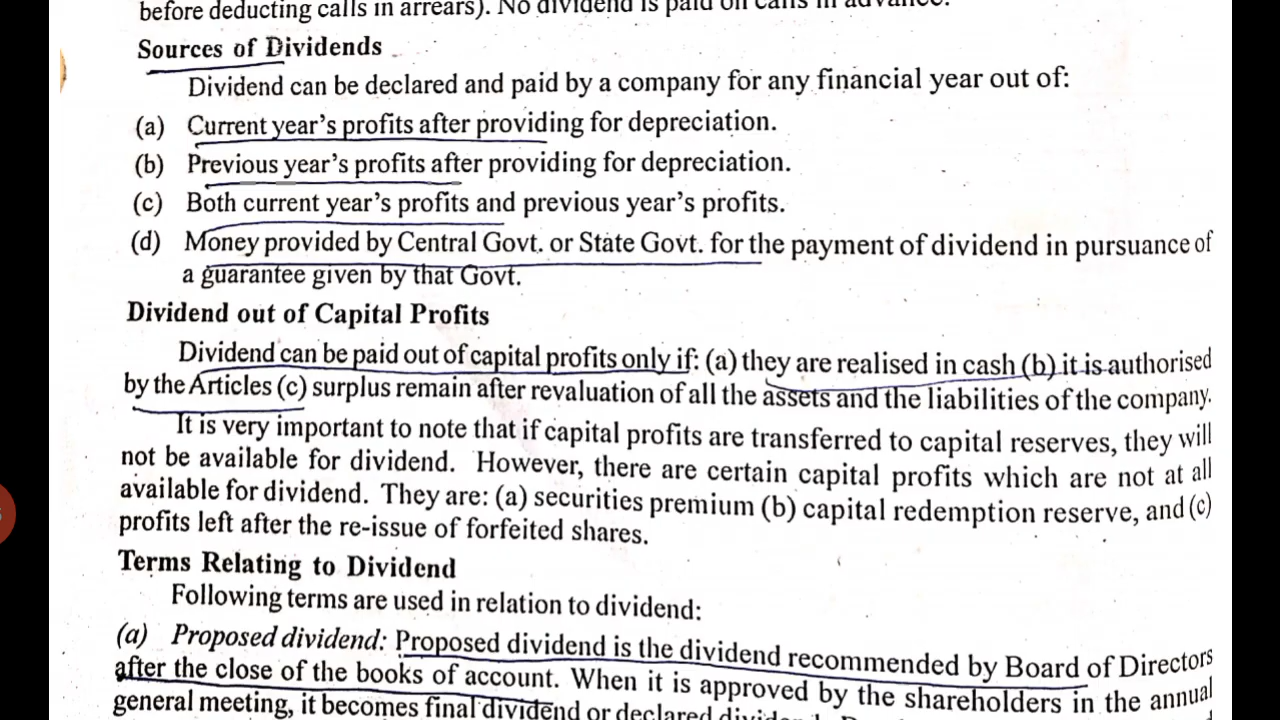 before deducting calls in arrears). No dividend is paid on calls in advance.
Sources of Dividends
Dividend can be declared and paid by a company for any financial year out of:
(a) Current year's profits after providing for depreciation.
(b) Previous year's profits after providing for depreciation.
(c) Both current year's profits and previous year's profits.
(d) Money provided by Central Govt. or State Govt. for the payment of dividend in pursuance of
a guarantee given by that Govt.
Dividend out of Capital Profits
Dividend can be paid out of capital profits only if: (a) they are realised in cash (b) it is authorised
by the Articles (c) surplus remain after revaluation of all the assets and the liabilities of the company.
It is very important to note that if capital profits are transferred to capital reserves, they will
not be available for dividend. However, there are certain capital profits which are not at all
available for dividend. They are: (a) securities premium (b) capital redemption reserve, and (c)
profits left after the re-issue of forfeited shares.
Terms Relating to Dividend
Following terms are used in relation to dividend:
(a) Proposed dividend: Proposed dividend is the dividend recommended by Board of Directors
after the close of the books of account. When it is approved by the shareholders in the annual
general meeting, it becomes final dividend or declared